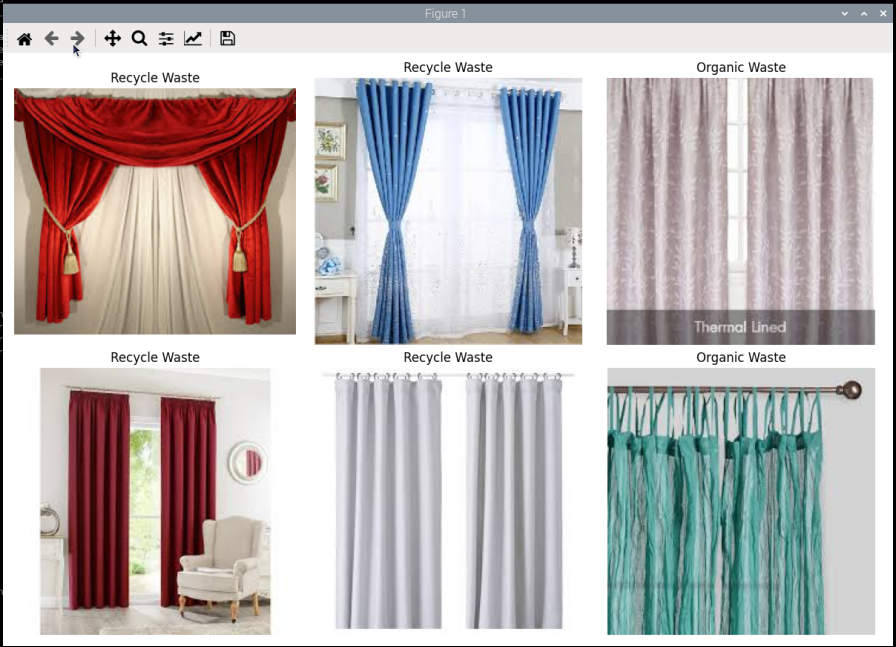 Figure 1
Recycle Waste
Recycle Waste
Organic Waste
Thermal Lined
Recycle Waste
Recycle Waste
Organic Waste